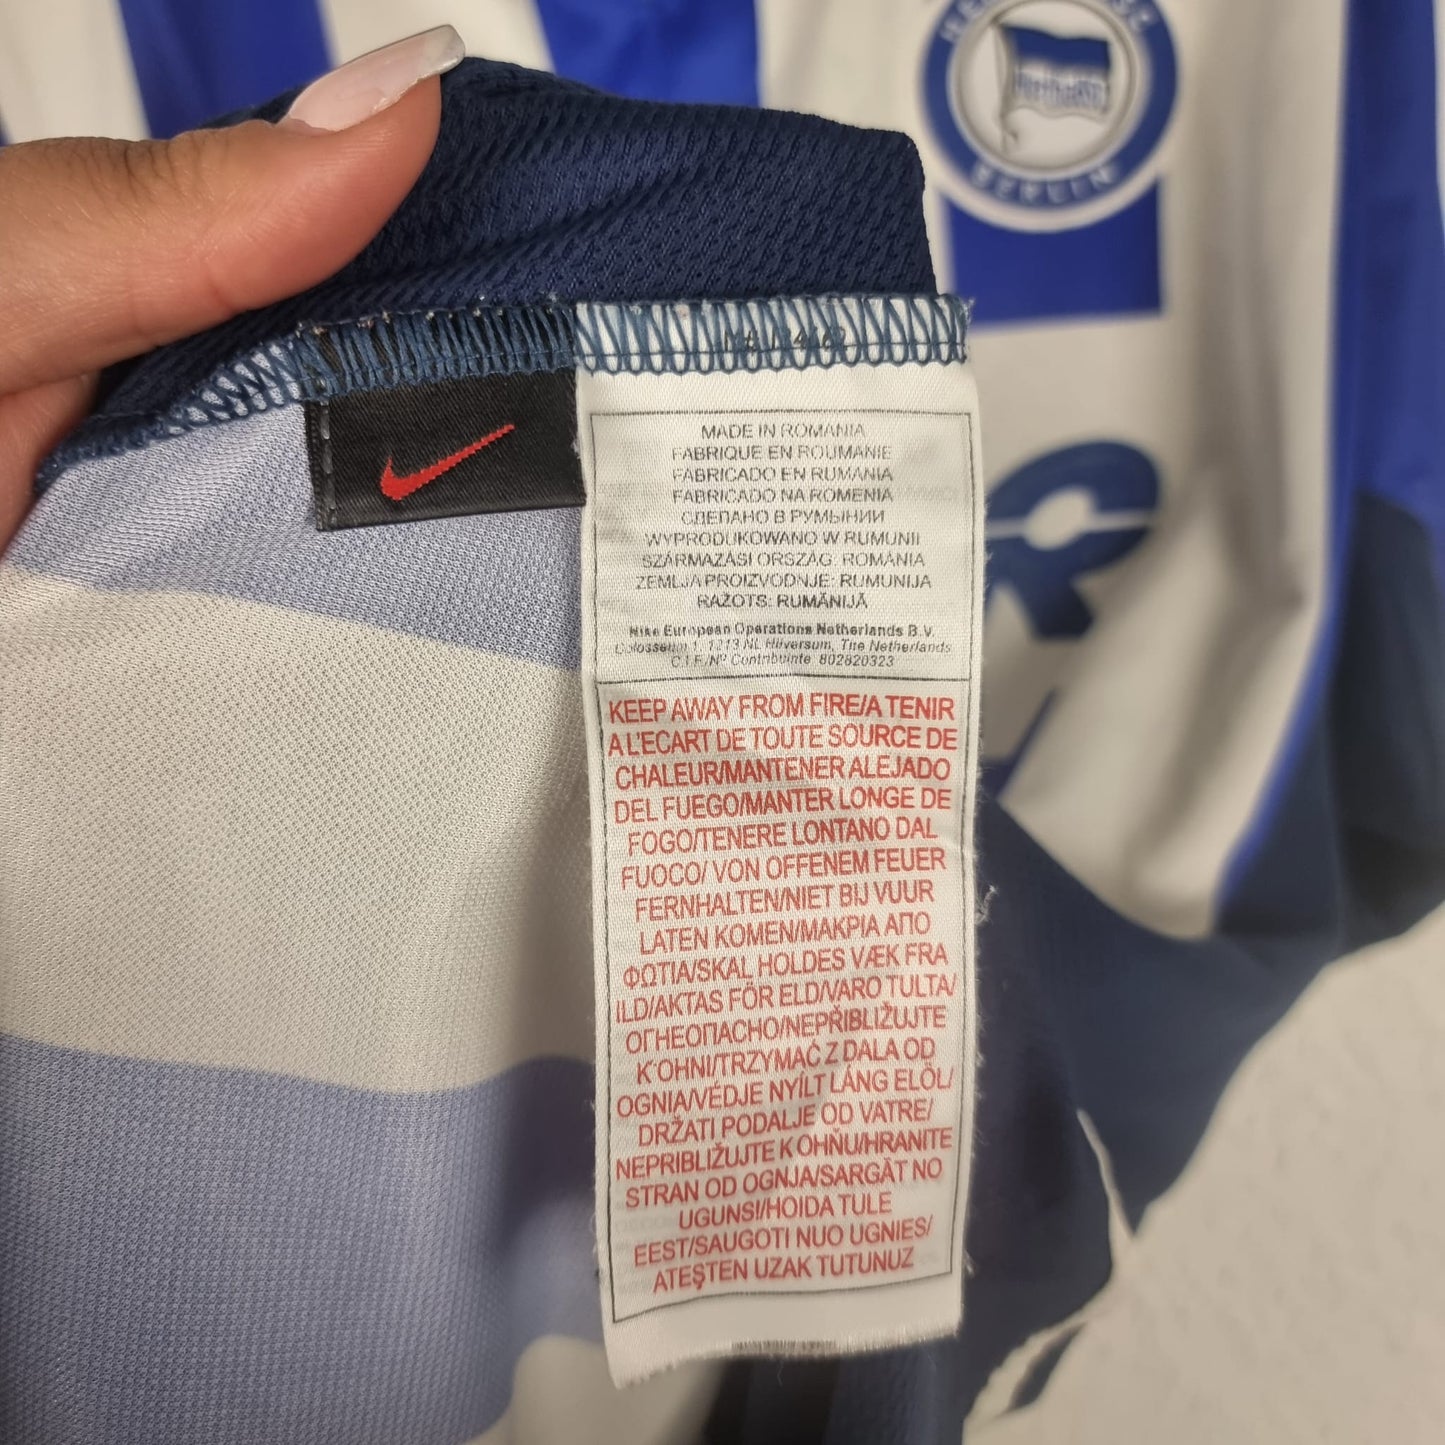 BERLIN
MADE IN ROMANIA
FABRIQUE EN ROUMANIE
FABRICADO EN RUMANIA
FABRICADO NA ROMENIA
СДЕЛАНО В РУМЫНИИ
WYPRODUKOWANO W RUMUNII
SZÁRMAZÁSI ORSZÁG: ROMÁNIA
ZEMLJA PROIZVODNJE: RUMUNIJA
RAŽOTS: RUMĀNIJĀ
Nike European Operations Netherlands B.V.
Colosseum 1, 1213 NL Hilversum, The Netherlands
C.I.F./Nº Contribuinte 802820323
KEEP AWAY FROM FIRE/A TENIR
A L'ECART DE TOUTE SOURCE DE
CHALEUR/MANTENER ALEJADO
DEL FUEGO/MANTER LONGE DE
FOGO/TENERE LONTANO DAL
FUOCO/ VON OFFENEM FEUER
FERNHALTEN/NIET BIJ VUUR
LATEN KOMEN/ΜΑΚΡΙΑ ΑΠΟ
ΦΩΤΙΑ/SKAL HOLDES VÆK FRA
ILD/AKTAS FÖR ELD/VARO TULTA/
ОГНЕОПАСНО/NEPŘIBLIŽUJTE
K OHNI/TRZYMAĆ Z DALA OD
OGNIA/VÉDJE NYÍLT LÁNG ELŐL/
DRŽATI PODALJE OD VATRE/
NEPRIBLIŽUJTE K OHŇU/HRANITE
STRAN OD OGNJA/SARGĀT NO
UGUNS/HOIDA TULE
EEST/SAUGOTI NUO UGNIES/
ATEŞTEN UZAK TUTUNUZ